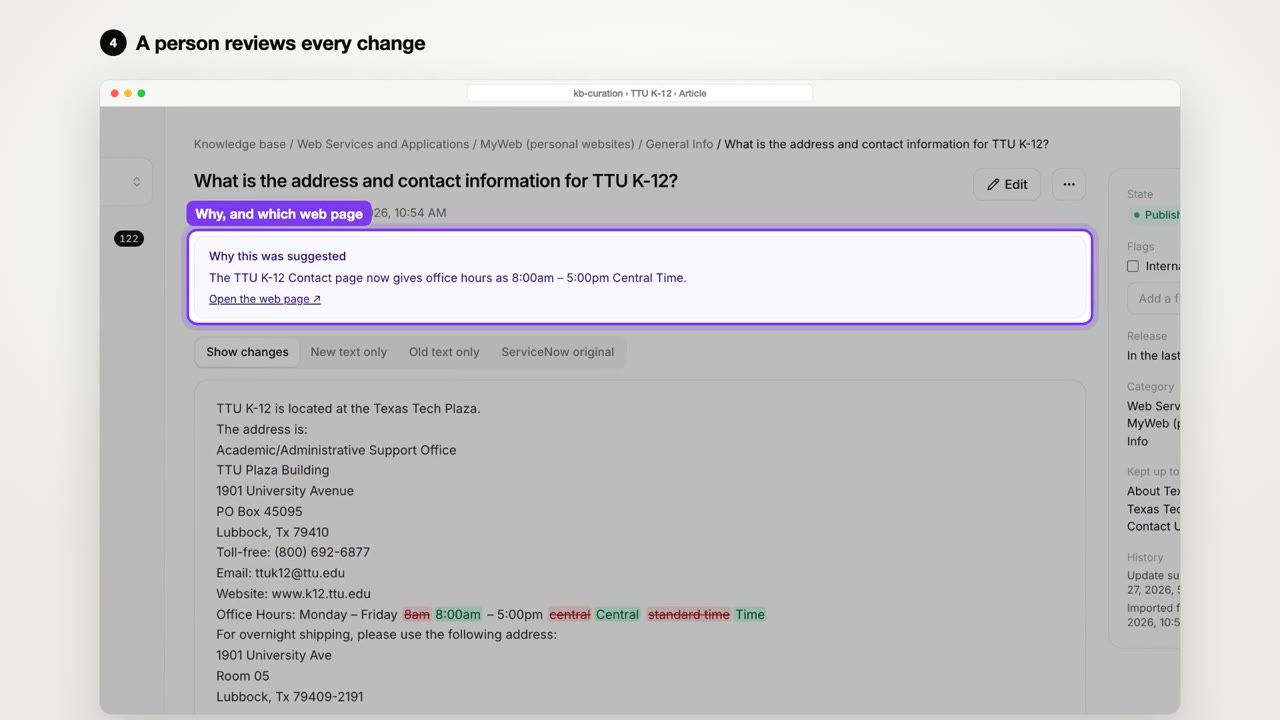 4 A person reviews every change
kb-curation › TTU K-12 › Article
Knowledge base / Web Services and Applications / MyWeb (personal websites) / General Info / What is the address and contact information for TTU K-12?
What is the address and contact information for TTU K-12?
Edit
Why, and which web page
26, 10:54 AM
122
Why this was suggested
The TTU K-12 Contact page now gives office hours as 8:00am – 5:00pm Central Time.
Open the web page ↗
Show changes New text only Old text only ServiceNow original
TTU K-12 is located at the Texas Tech Plaza.
The address is:
Academic/Administrative Support Office
TTU Plaza Building
1901 University Avenue
PO Box 45095
Lubbock, Tx 79410
Toll-free: (800) 692-6877
Email: ttuk12@ttu.edu
Website: www.k12.ttu.edu
Office Hours: Monday – Friday 8am 8:00am – 5:00pm central Central standard time Time
For overnight shipping, please use the following address:
1901 University Ave
Room 05
Lubbock, Tx 79409-2191
State
Flags
Add a
Release
In the last
Category
Web
MyWeb
Info
Kept up to
About
Texas
Contact
History
Update
27, 2026,
Imported
2026,